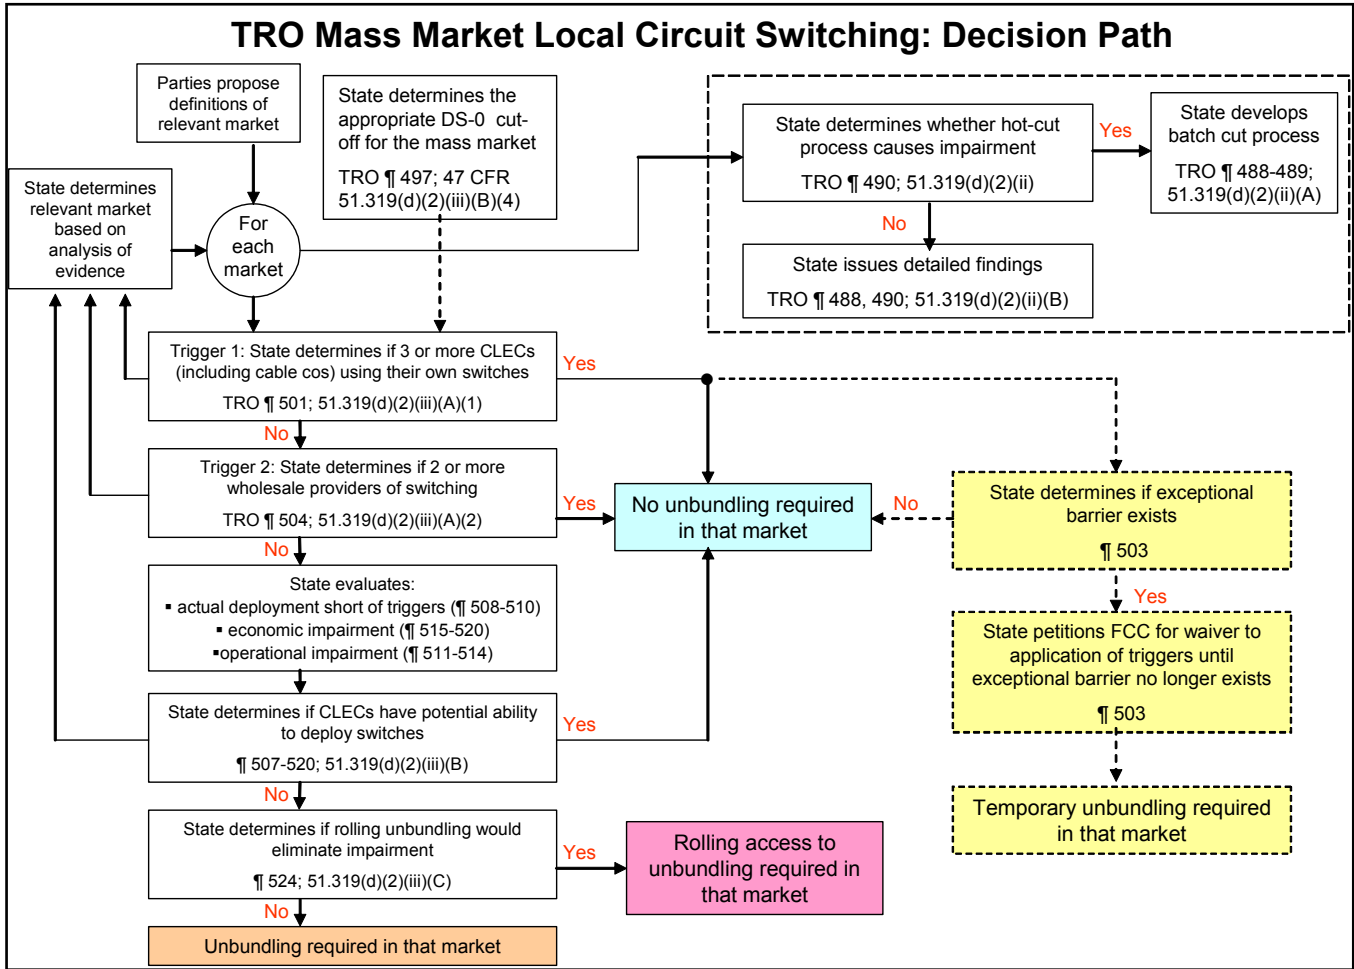 TRO Mass Market Local Circuit Switching: Decision Path
Parties propose
definitions of
relevant market
State determines the
appropriate DS-0 cut-
off for the mass market
TRO ¶ 497; 47 CFR
51.319(d)(2)(iii)(B)(4)
State determines whether hot-cut
process causes impairment
TRO ¶ 490; 51.319(d)(2)(ii)
Yes
State develops
batch cut process
TRO ¶ 488-489;
51.319(d)(2)(ii)(A)
State determines
relevant market
based on
analysis of
evidence
For
each
market
No
State issues detailed findings
TRO ¶ 488, 490; 51.319(d)(2)(ii)(B)
Trigger 1: State determines if 3 or more CLECs
(including cable cos) using their own switches
TRO ¶ 501; 51.319(d)(2)(iii)(A)(1)
Yes
No
Trigger 2: State determines if 2 or more
wholesale providers of switching
TRO ¶ 504; 51.319(d)(2)(iii)(A)(2)
Yes
No unbundling required
in that market
No
State determines if exceptional
barrier exists
¶ 503
No
State evaluates:
▪ actual deployment short of triggers (¶ 508-510)
▪ economic impairment (¶ 515-520)
▪operational impairment (¶ 511-514)
Yes
State petitions FCC for waiver to
application of triggers until
exceptional barrier no longer exists
¶ 503
State determines if CLECs have potential ability
to deploy switches
¶ 507-520; 51.319(d)(2)(iii)(B)
Yes
No
Temporary unbundling required
in that market
State determines if rolling unbundling would
eliminate impairment
¶ 524; 51.319(d)(2)(iii)(C)
Yes
Rolling access to
unbundling required in
that market
No
Unbundling required in that market